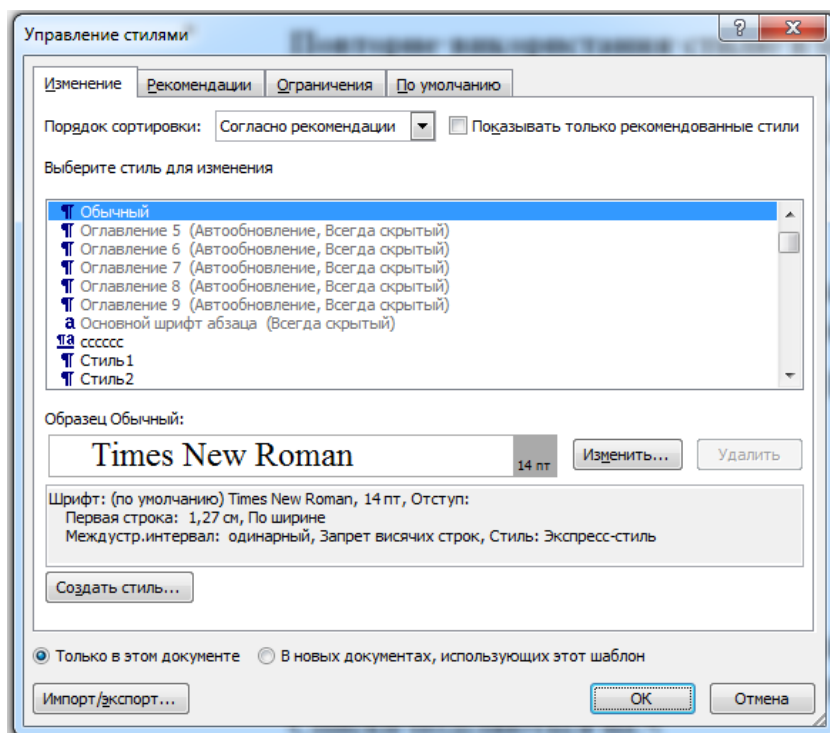 Управление стилями
Изменение Рекомендации Ограничения По умолчанию
Порядок сортировки: Согласно рекомендации Показывать только рекомендованные стили
Выберите стиль для изменения
¶ Обычный
¶ Оглавление 5 (Автообновление, Всегда скрытый)
¶ Оглавление 6 (Автообновление, Всегда скрытый)
¶ Оглавление 7 (Автообновление, Всегда скрытый)
¶ Оглавление 8 (Автообновление, Всегда скрытый)
¶ Оглавление 9 (Автообновление, Всегда скрытый)
a Основной шрифт абзаца (Всегда скрытый)
¶a сссссс
¶ Стиль1
¶ Стиль2
Образец Обычный:
Times New Roman 14 пт Изменить... Удалить
Шрифт: (по умолчанию) Times New Roman, 14 пт, Отступ:
Первая строка: 1,27 см, По ширине
Междустр.интервал: одинарный, Запрет висячих строк, Стиль: Экспресс-стиль
Создать стиль...
Только в этом документе В новых документах, использующих этот шаблон
Импорт/экспорт... ОК Отмена